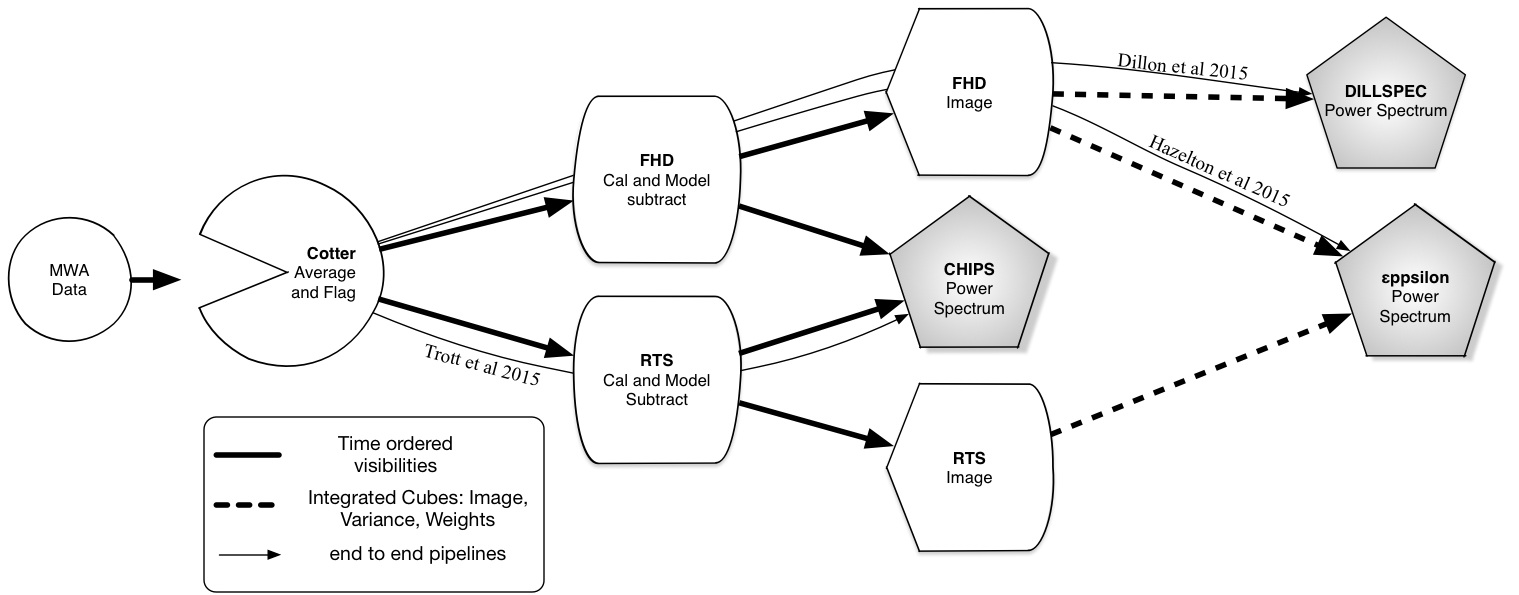 MWA
Data
Cotter
Average
and Flag
FHD
Cal and Model
subtract
RTS
Cal and Model
Subtract
Trott et al 2015
FHD
Image
CHIPS
Power
Spectrum
RTS
Image
Dillon et al 2015
Hazelton et al 2015
DILLSPEC
Power Spectrum
εppsilon
Power
Spectrum
Time ordered
visibilities
Integrated Cubes: Image,
Variance, Weights
end to end pipelines